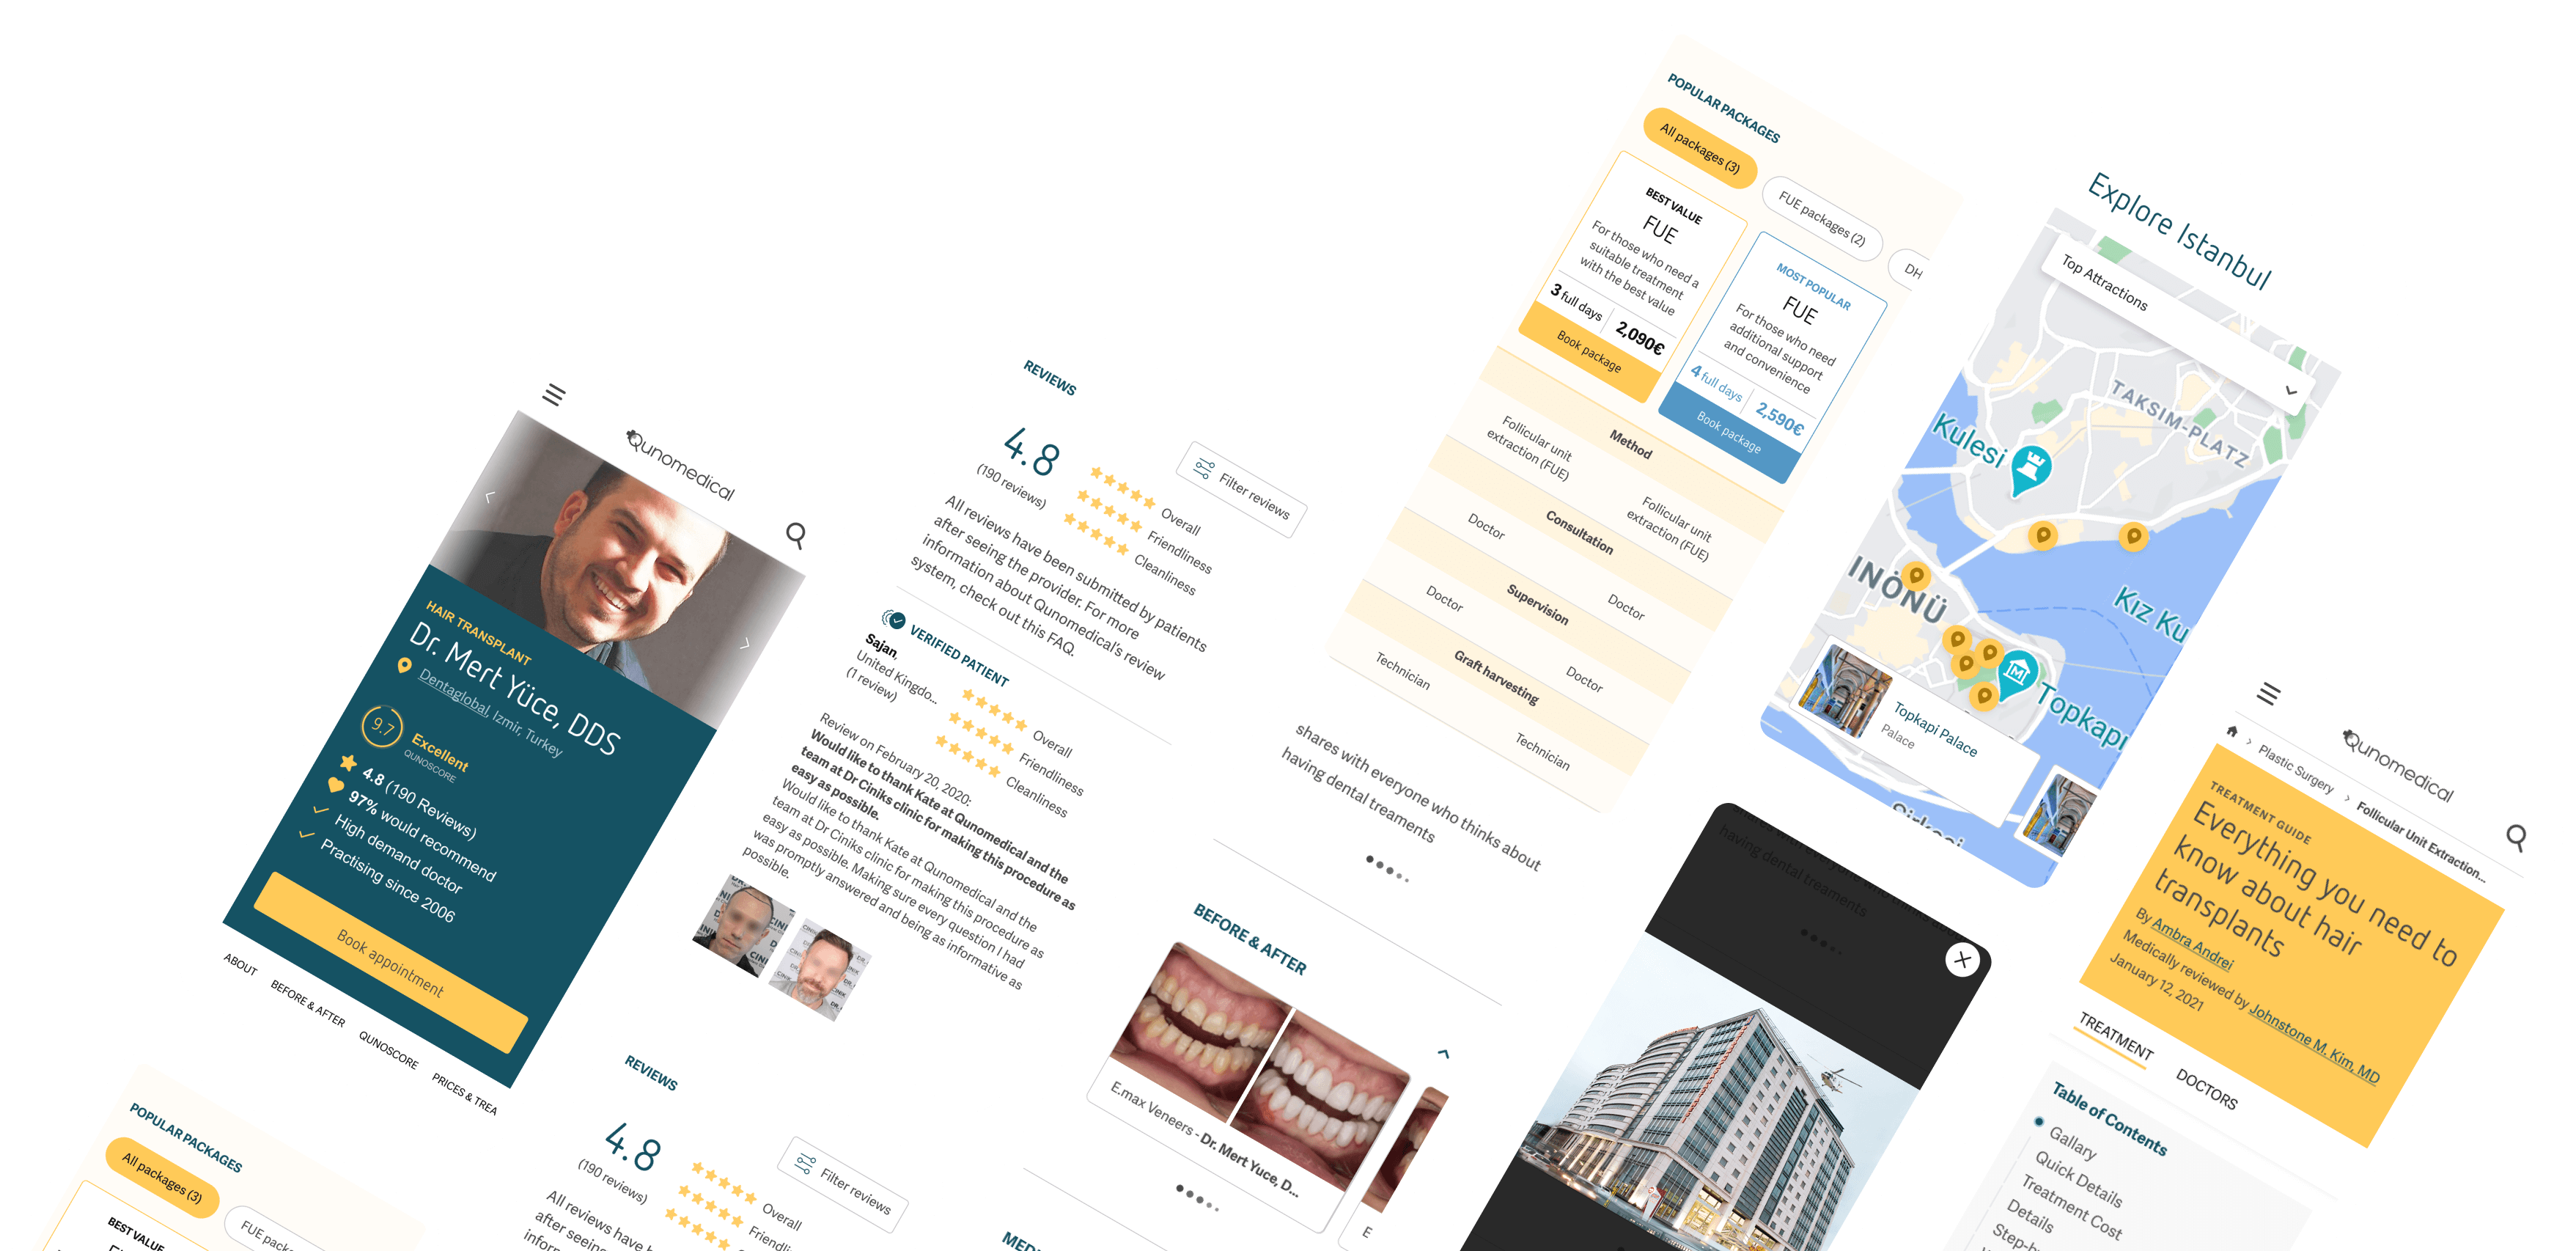 Qunomedical
HAIR TRANSPLANT
Dr. Mert Yüce, DDS
Dentaglobal, Izmir, Turkey
9.7
Excellent
QUNOSCORE
4.8 (190 Reviews)
97% would recommend
High demand doctor
Practising since 2006
Book appointment
ABOUT
BEFORE & AFTER
QUNOSCORE
PRICES & TREA
POPULAR PACKAGES
All packages (3)
BEST VALUE
REVIEWS
4.8
(190 reviews)
Overall
Friendliness
Cleanliness
Filter reviews
All reviews have been submitted by patients
after seeing the provider. For more
information about Qunomedical's review
system, check out this FAQ.
VERIFIED PATIENT
Sajan,
United Kingdo...
(1 review)
Overall
Friendliness
Cleanliness
Review on February 20, 2020:
Would like to thank Kate at Qunomedical and the
team at Dr Ciniks clinic for making this procedure as
easy as possible.
Would like to thank Kate at Qunomedical and the
team at Dr Ciniks clinic for making this procedure as
easy as possible. Making sure every question I had
was promptly answered and being as informative as
possible.
REVIEWS
4.8
(190 reviews)
Overall
Filter reviews
All reviews have
POPULAR PACKAGES
All packages (3)
FUE packages (2)
DH
BEST VALUE
FUE
For those who need a
suitable treatment
with the best value
3 full days
2,090€
Book package
MOST POPULAR
FUE
For those who need
additional support
and convenience
4 full days
2,590€
Book package
Method
Follicular unit
extraction (FUE)
Follicular unit
extraction (FUE)
Consultation
Doctor
Doctor
Supervision
Doctor
Doctor
Graft harvesting
Technician
Technician
shares with everyone who thinks about
having dental treaments
BEFORE & AFTER
E.max Veneers - Dr. Mert Yuce, D...
having dental treaments
Explore Istanbul
Top Attractions
TAKSIM-PLATZ
Kulesi
INÖNÜ
Kız Ku
Topkapı
Topkapi Palace
Palace
Qunomedical
Plastic Surgery
Follicular Unit Extraction...
TREATMENT GUIDE
Everything you need to
know about hair
transplants
By Ambra Andrei
Medically reviewed by Johnstone M. Kim, MD
January 12, 2021
TREATMENT
DOCTORS
Table of Contents
Gallary
Quick Details
Treatment Cost
Details